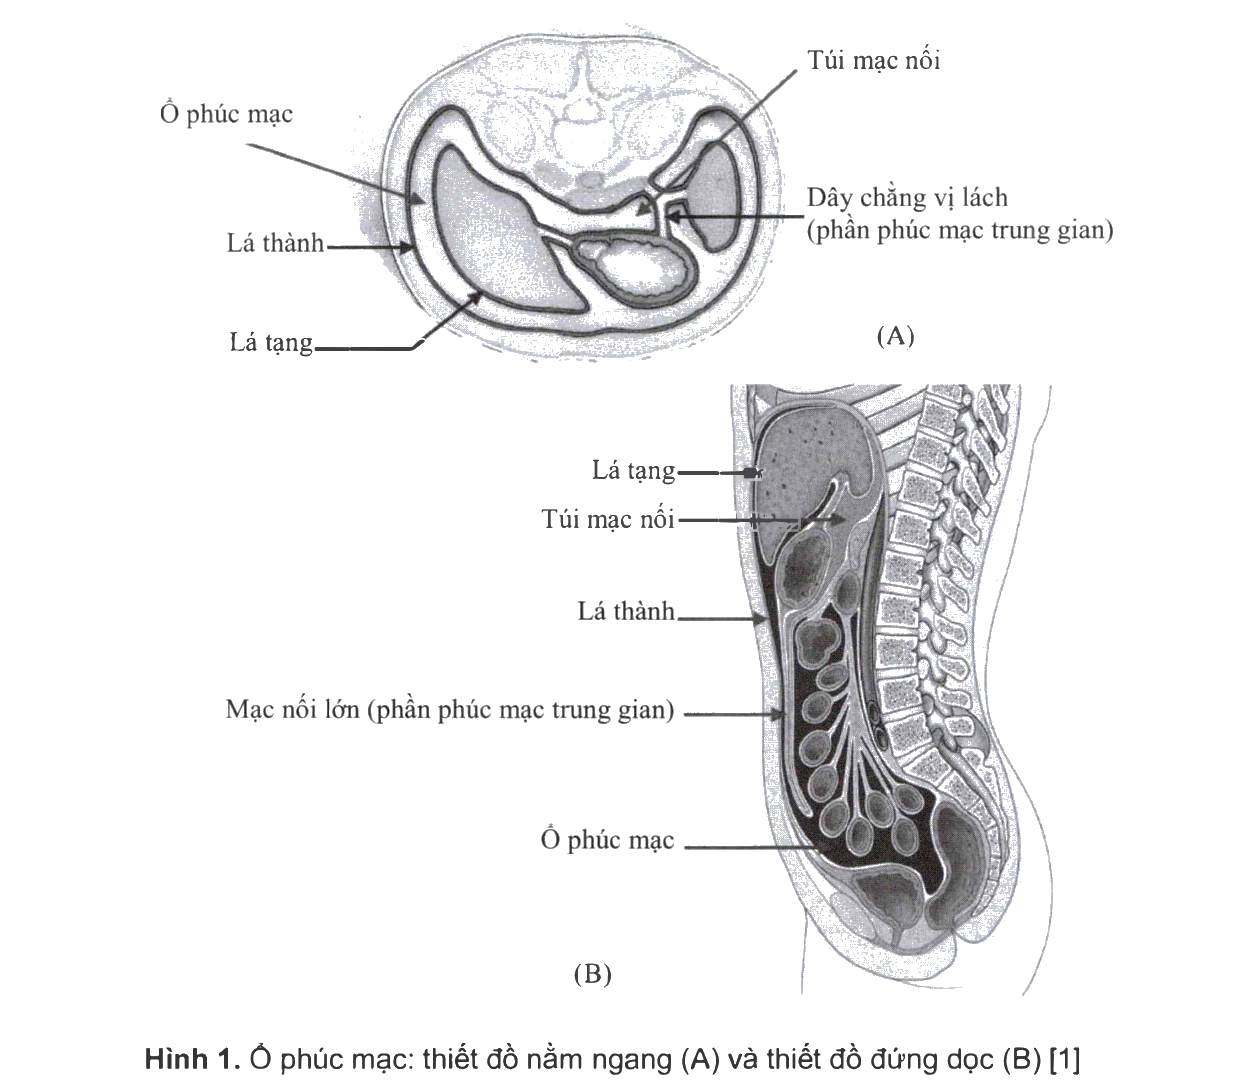 Túi mạc nối
Ổ phúc mạc
Dây chằng vị lách
(phần phúc mạc trung gian)
Lá thành
Lá tạng
(A)
Lá tạng
Túi mạc nối
Lá thành
Mạc nối lớn (phần phúc mạc trung gian)
Ổ phúc mạc
(B)
Hình 1. Ổ phúc mạc: thiết đồ nằm ngang (A) và thiết đồ đứng dọc (B) [1]